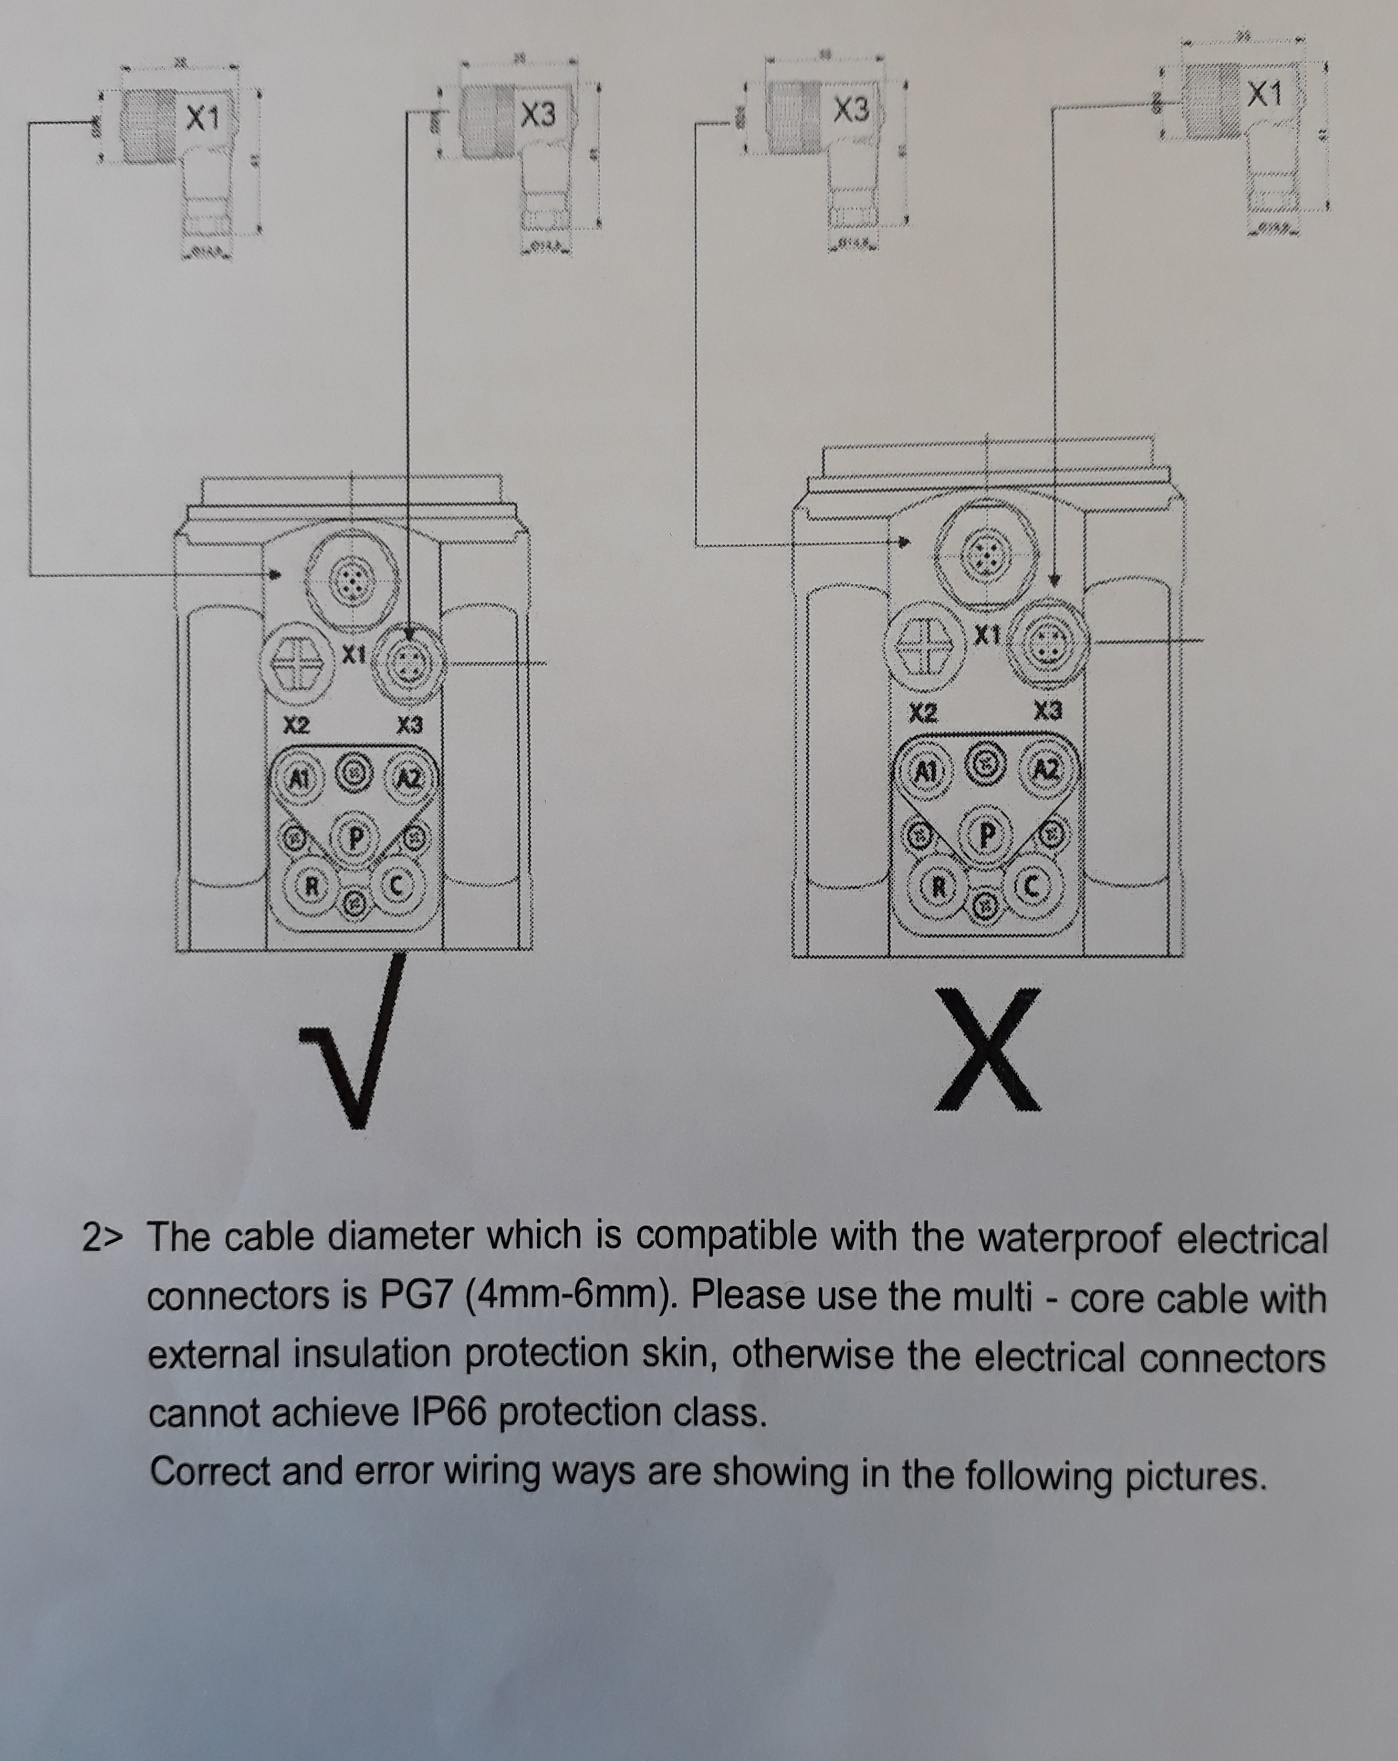 X1 X3 X3 X1
X1 X1
X2 X3 X2 X3
A1 A2 A1 A2
P P
R C R C
√ X
2> The cable diameter which is compatible with the waterproof electrical
connectors is PG7 (4mm-6mm). Please use the multi - core cable with
external insulation protection skin, otherwise the electrical connectors
cannot achieve IP66 protection class.
Correct and error wiring ways are showing in the following pictures.